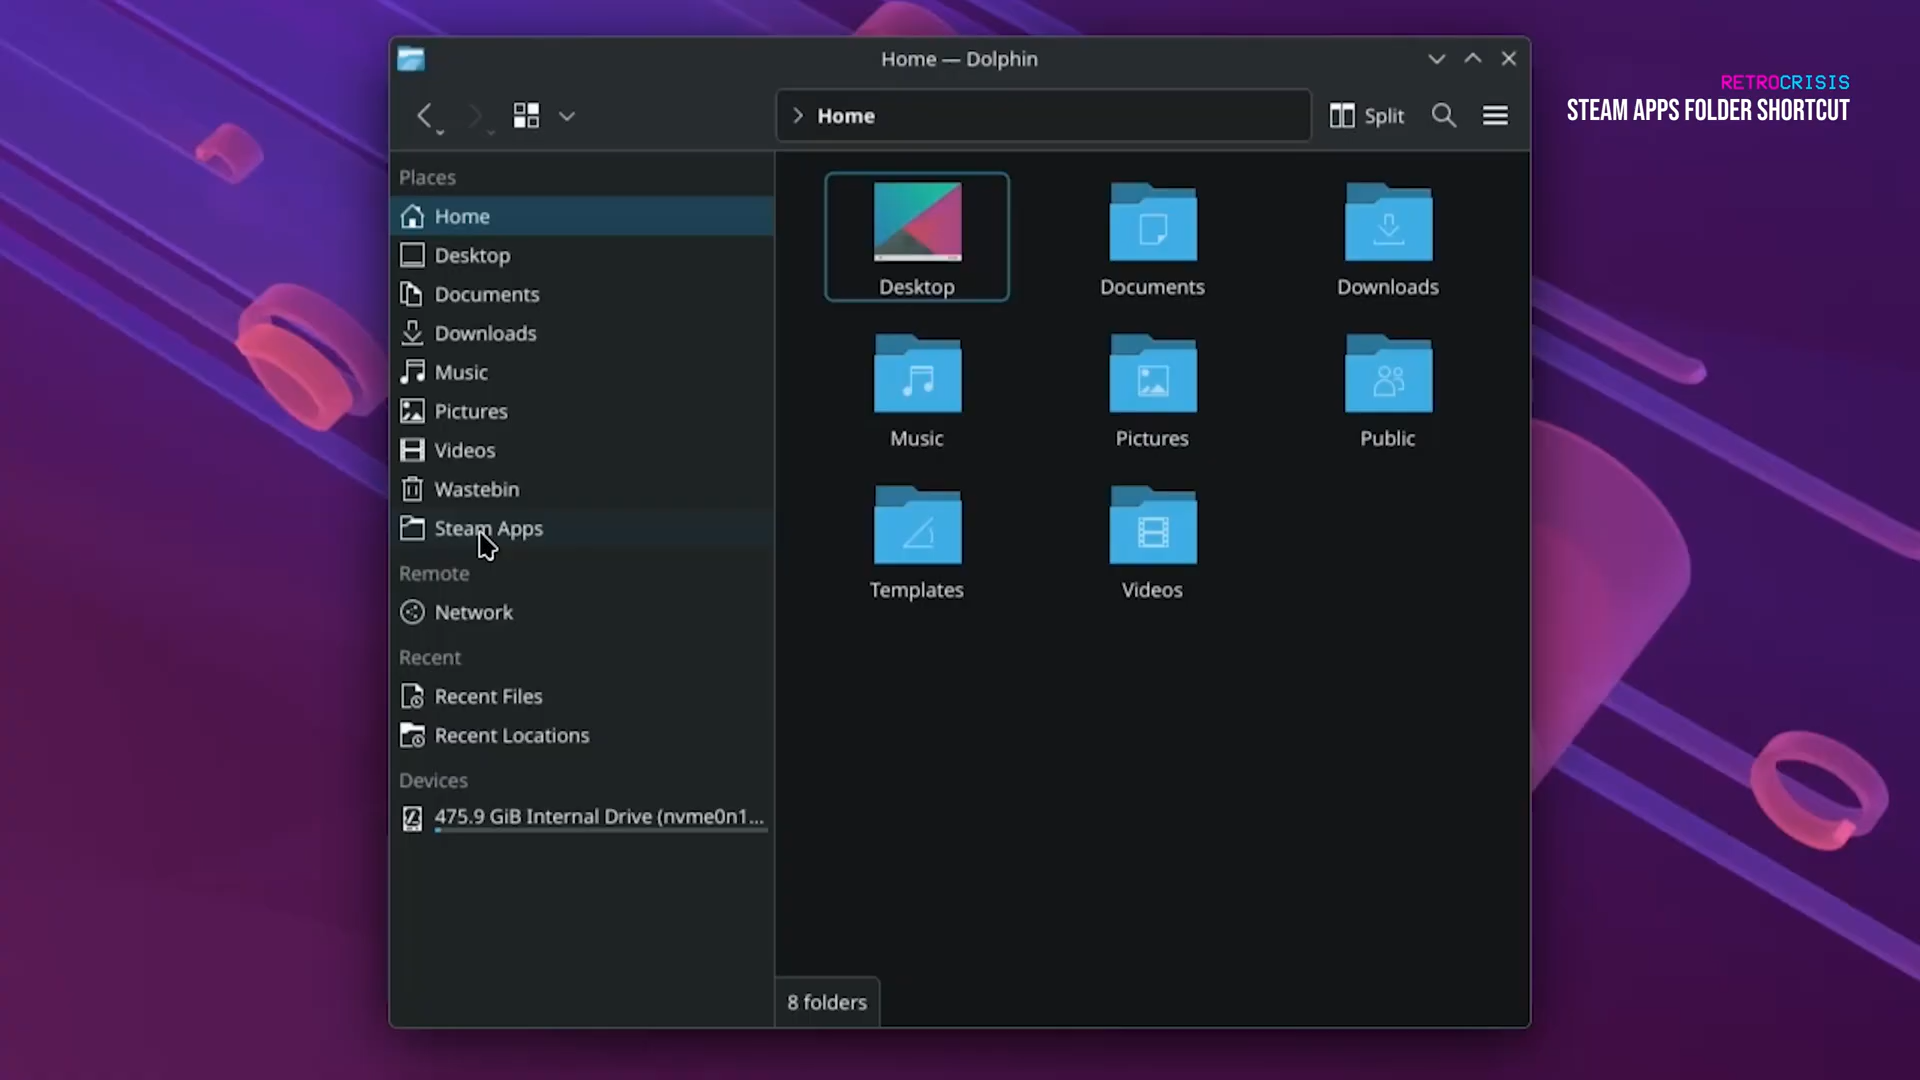 Home — Dolphin
RETROCRISIS
STEAM APPS FOLDER SHORTCUT
Home
Split
Places
Home
Desktop
Documents
Downloads
Music
Pictures
Videos
Wastebin
Steam Apps
Remote
Network
Recent
Recent Files
Recent Locations
Devices
475.9 GiB Internal Drive (nvme0n1...
Desktop
Documents
Downloads
Music
Pictures
Public
Templates
Videos
8 folders